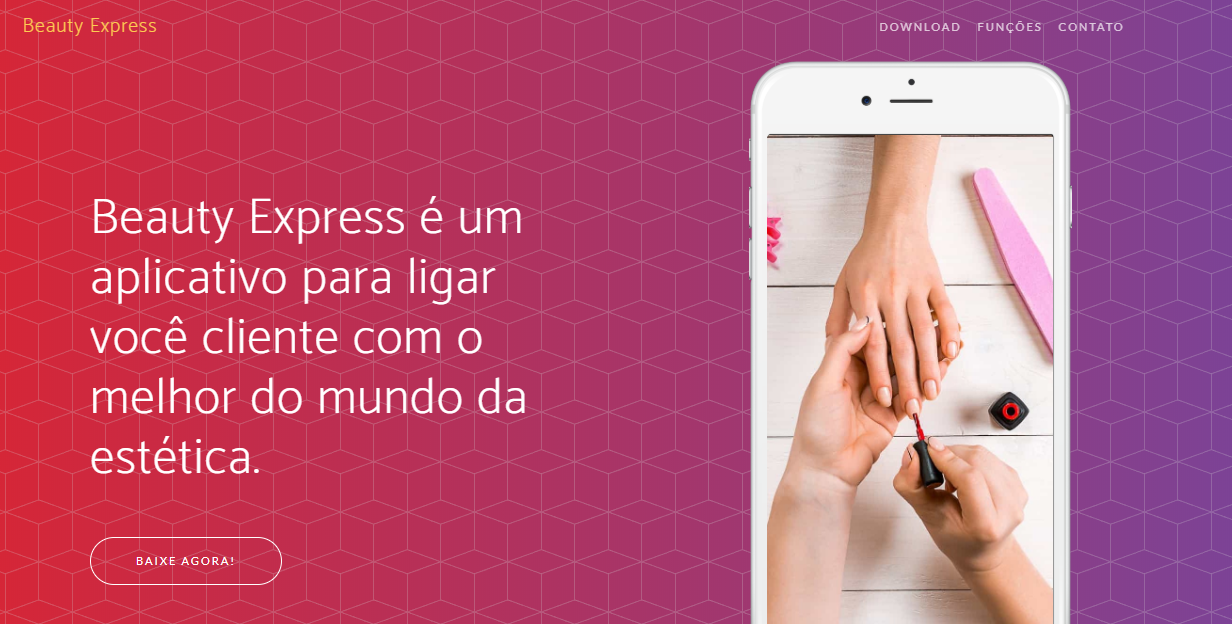 Beauty Express
DOWNLOAD FUNÇÕES CONTATO
Beauty Express é um
aplicativo para ligar
você cliente com o
melhor do mundo da
estética.
BAIXE AGORA!